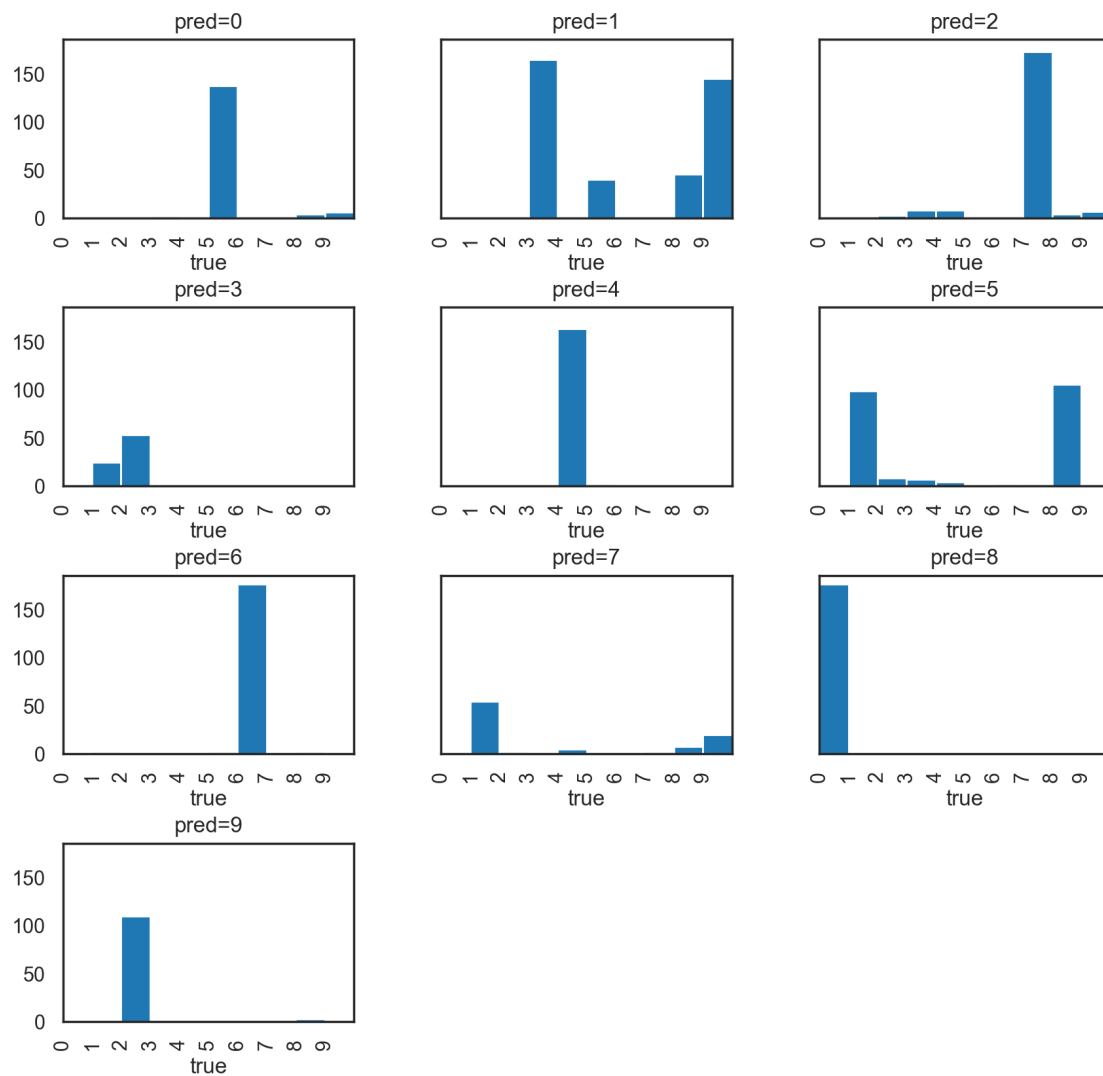 pred=0 pred=1 pred=2
150
100
50
0
0 1 2 3 4 5 6 7 8 9 0 1 2 3 4 5 6 7 8 9 0 1 2 3 4 5 6 7 8 9
true true true
pred=3 pred=4 pred=5
150
100
50
0
0 1 2 3 4 5 6 7 8 9 0 1 2 3 4 5 6 7 8 9 0 1 2 3 4 5 6 7 8 9
true true true
pred=6 pred=7 pred=8
150
100
50
0
0 1 2 3 4 5 6 7 8 9 0 1 2 3 4 5 6 7 8 9 0 1 2 3 4 5 6 7 8 9
true true true
pred=9
150
100
50
0
0 1 2 3 4 5 6 7 8 9
true